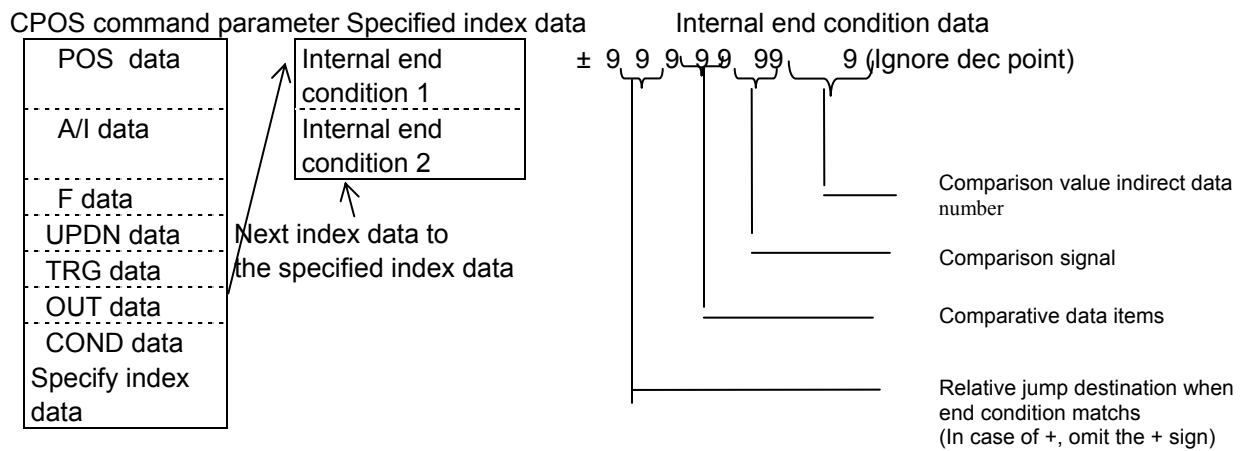 CPOS command parameter Specified index data
Internal end condition data
POS data
A/I data
F data
UPDN data
TRG data
OUT data
COND data
Specify index
data
Internal end
condition 1
Internal end
condition 2
Next index data to
the specified index data
± 9 9 9 9 9 99 9 (Ignore dec point)
Comparison value indirect data
number
Comparison signal
Comparative data items
Relative jump destination when
end condition matchs
(In case of +, omit the + sign)